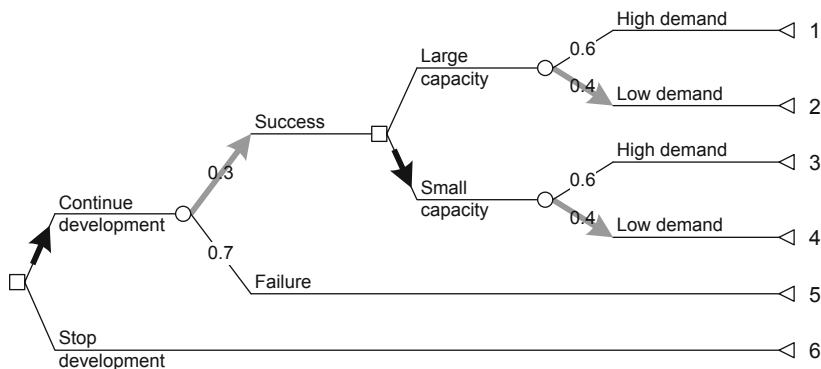 High demand
1
0.6
Large
capacity
0.4
Low demand
2
Success
High demand
3
0.3
0.6
Continue
development
Small
capacity
0.4
Low demand
4
0.7
Failure
5
Stop
development
6